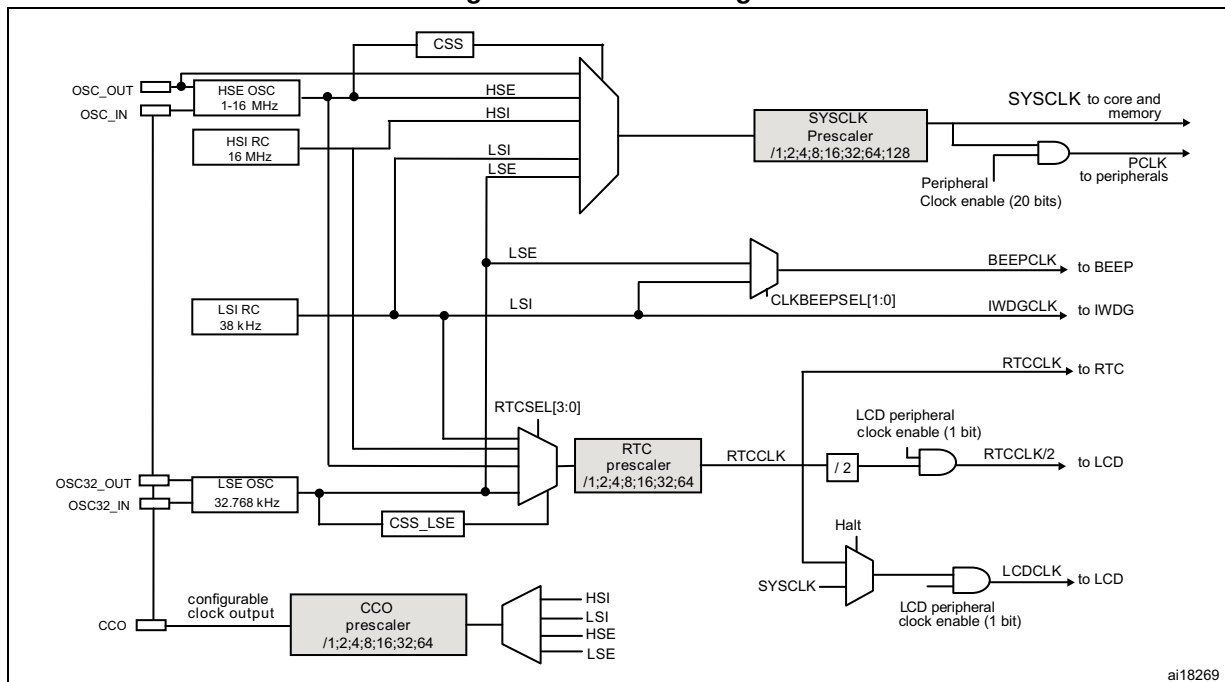 CSS
OSC_OUT
OSC_IN
HSE OSC
1-16 MHz
HSE
HSI RC
16 MHz
HSI
LSI
LSE
SYSCLK
Prescaler
/1;2;4;8;16;32;64;128
SYSCLK to core and
memory
PCLK
to peripherals
Peripheral
Clock enable (20 bits)
LSE
BEEPCLK
to BEEP
CLKBEEPSEL[1:0]
LSI RC
38 kHz
LSI
IWDGCLK
to IWDG
RTCCLK
to RTC
RTCSEL[3:0]
RTC
prescaler
/1;2;4;8;16;32;64
RTCCLK
/ 2
LCD peripheral
clock enable (1 bit)
RTCCLK/2
to LCD
OSC32_OUT
OSC32_IN
LSE OSC
32.768 kHz
CSS_LSE
Halt
SYSCLK
LCDCLK
to LCD
LCD peripheral
clock enable (1 bit)
CCO
configurable
clock output
CCO
prescaler
/1;2;4;8;16;32;64
HSI
LSI
HSE
LSE
ai18269